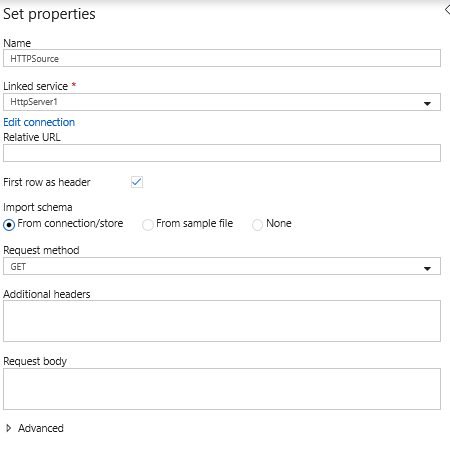 Set properties
Name
HTTPSource
Linked service *
HttpServer1
Edit connection
Relative URL
First row as header
Import schema
From connection/store From sample file None
Request method
GET
Additional headers
Request body
Advanced